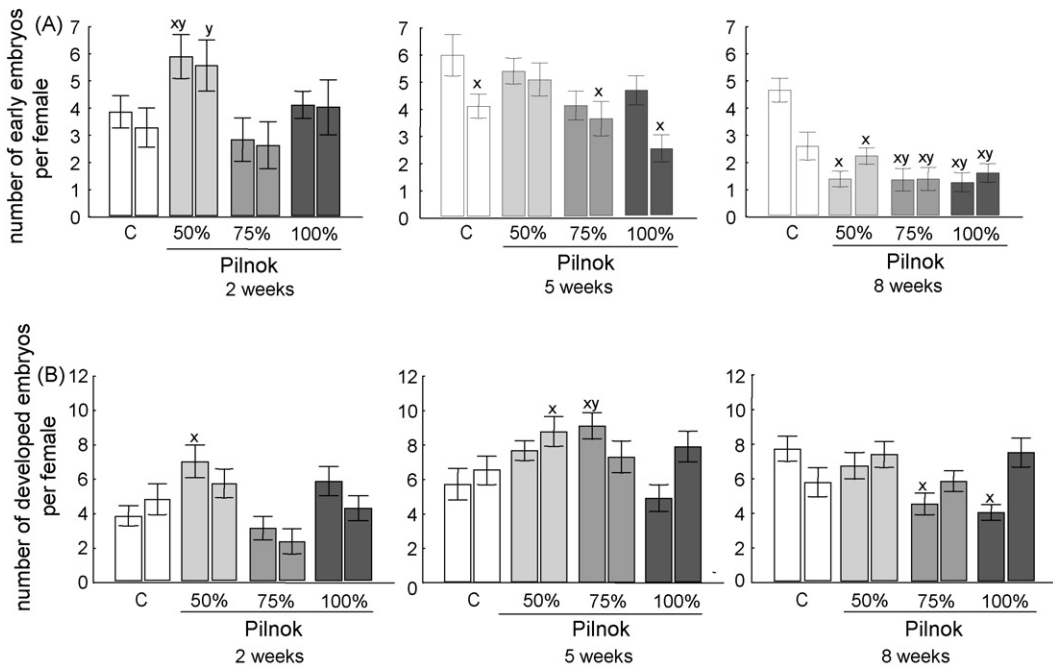 (A)
number of early embryos
per female
7
6
5
4
3
2
1
0
xy y
C 50% 75% 100%
Pilnok
2 weeks
7
6
5
4
3
2
1
0
x x x
C 50% 75% 100%
Pilnok
5 weeks
7
6
5
4
3
2
1
0
x x xy xy xy xy
C 50% 75% 100%
Pilnok
8 weeks
(B)
number of developed embryos
per female
12
10
8
6
4
2
0
x
C 50% 75% 100%
Pilnok
2 weeks
12
10
8
6
4
2
0
x xy
C 50% 75% 100%
Pilnok
5 weeks
12
10
8
6
4
2
0
x x
C 50% 75% 100%
Pilnok
8 weeks